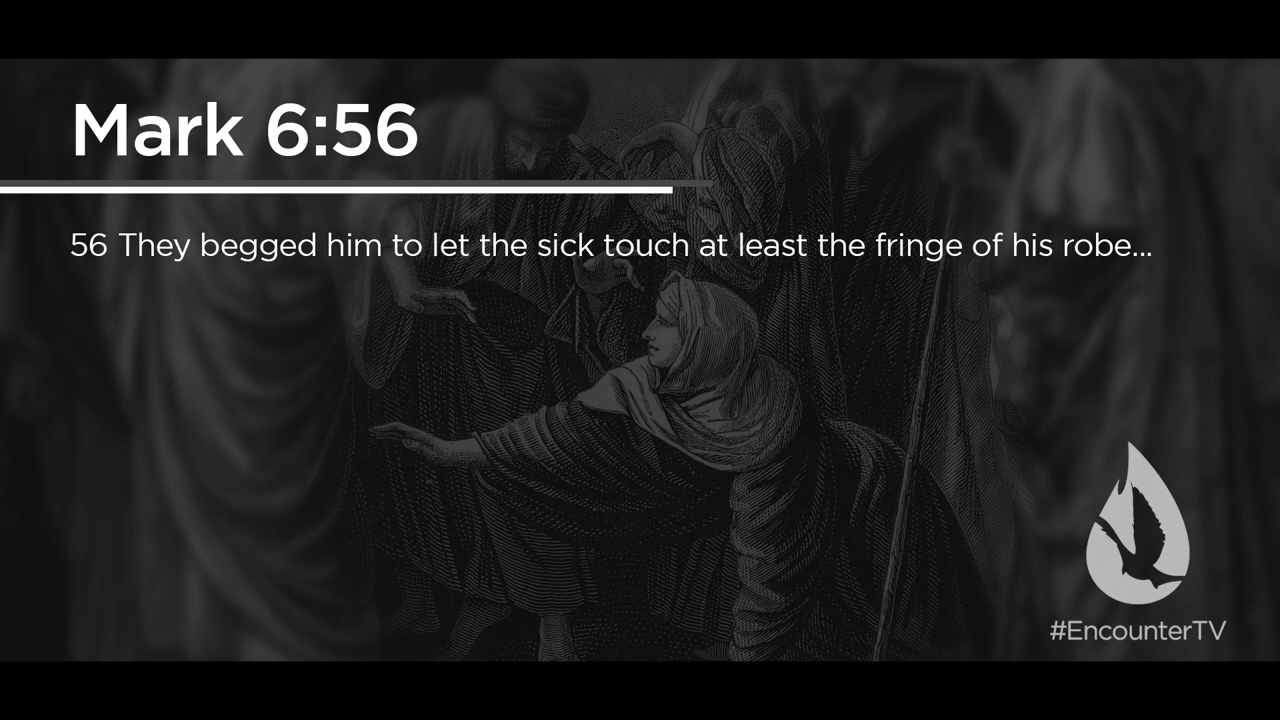 Mark 6:56
56 They begged him to let the sick touch at least the fringe of his robe...
#EncounterTV